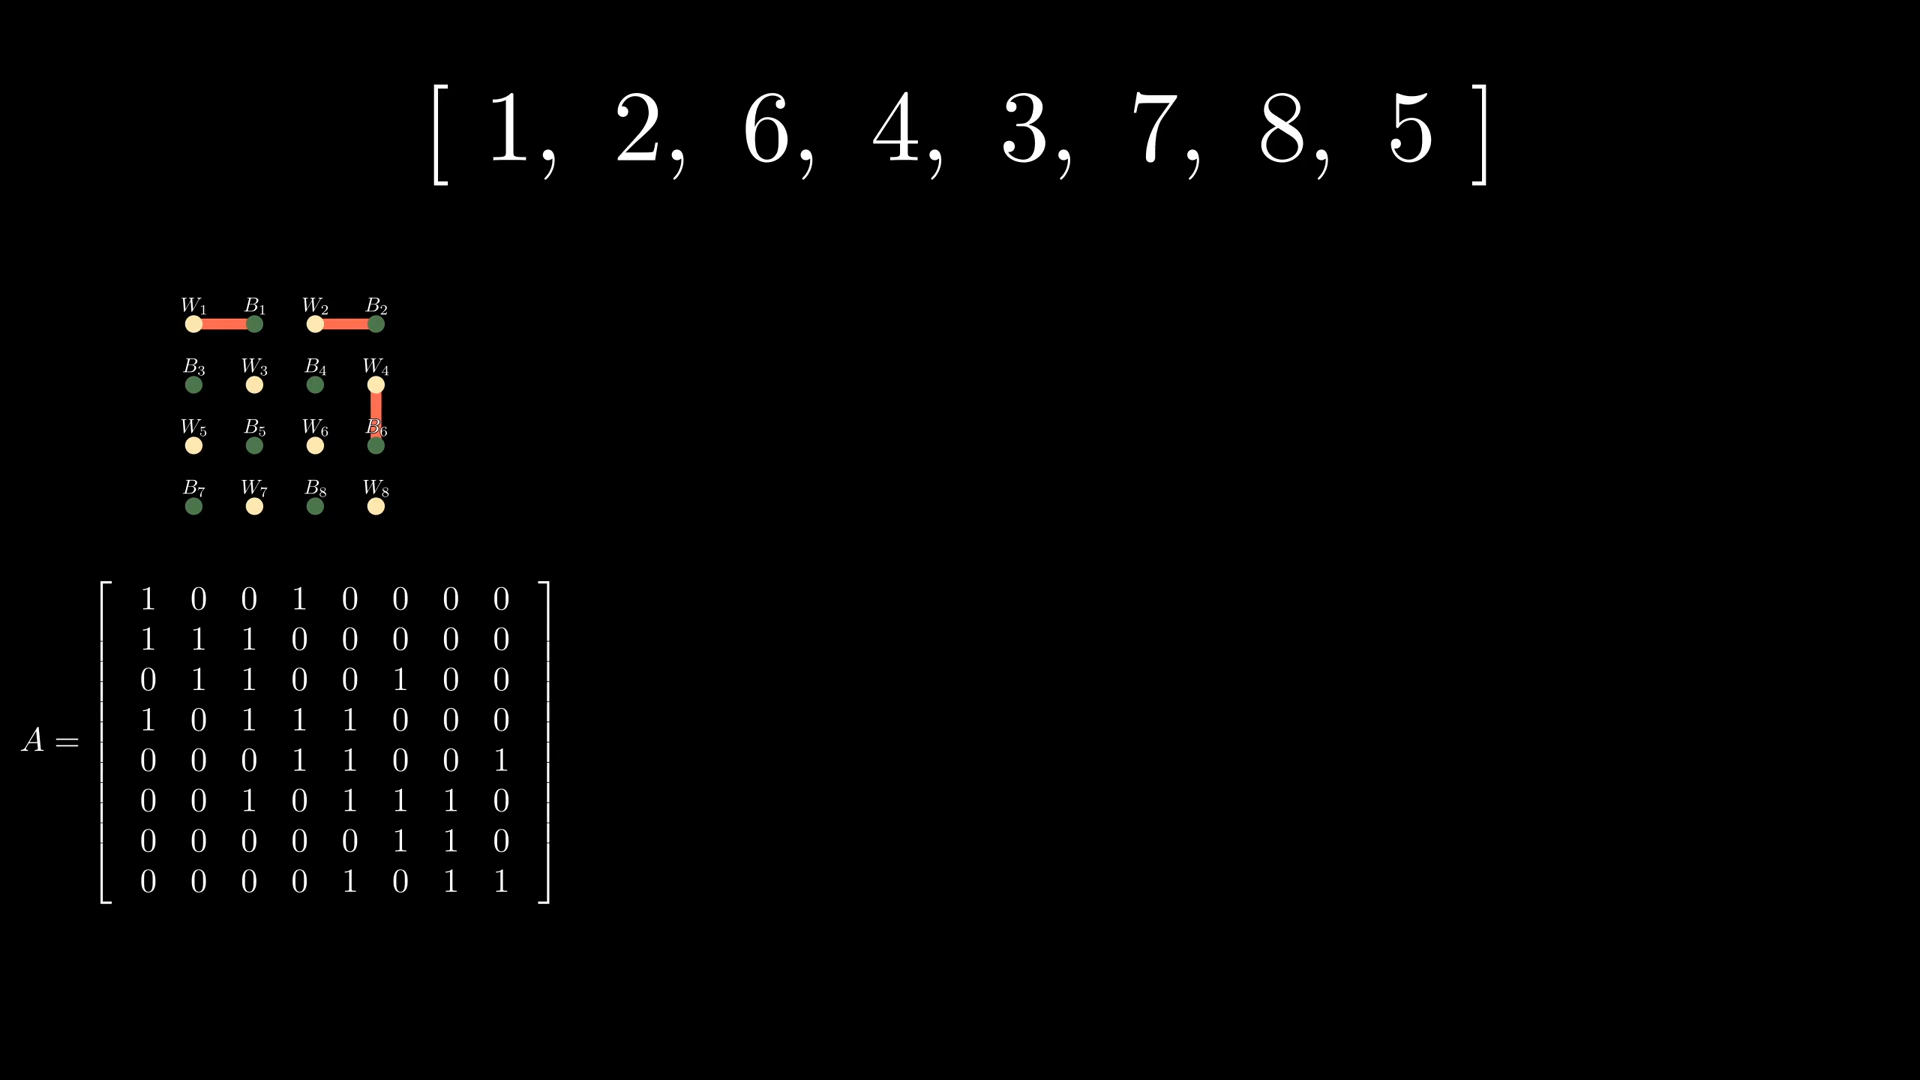 [ 1, 2, 6, 4, 3, 7, 8, 5 ]
W₁ B₁ W₂ B₂
B₃ W₃ B₄ W₄
W₅ B₅ W₆ B₆
B₇ W₇ B₈ W₈
1 0 0 1 0 0 0 0
1 1 1 0 0 0 0 0
0 1 1 0 0 1 0 0
1 0 1 1 1 0 0 0
A =
0 0 0 1 1 0 0 1
0 0 1 0 1 1 1 0
0 0 0 0 0 1 1 0
0 0 0 0 1 0 1 1